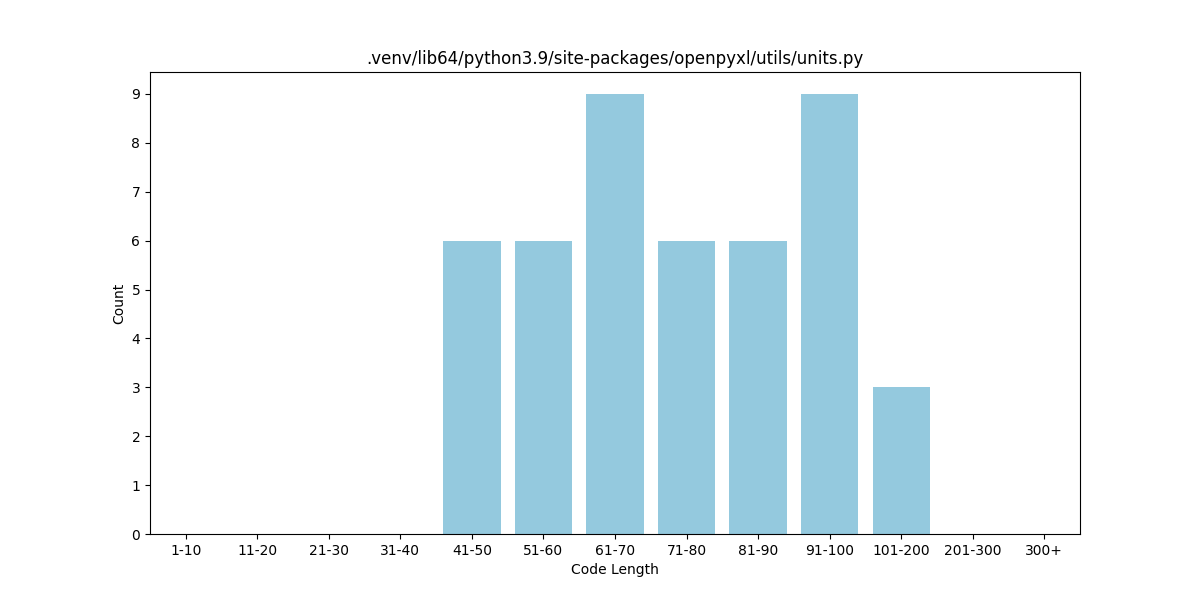 .venv/lib64/python3.9/site-packages/openpyxl/utils/units.py
9
8
7
6
5
4
3
2
1
0
Count
1-10 11-20 21-30 31-40 41-50 51-60 61-70 71-80 81-90 91-100 101-200 201-300 300+
Code Length